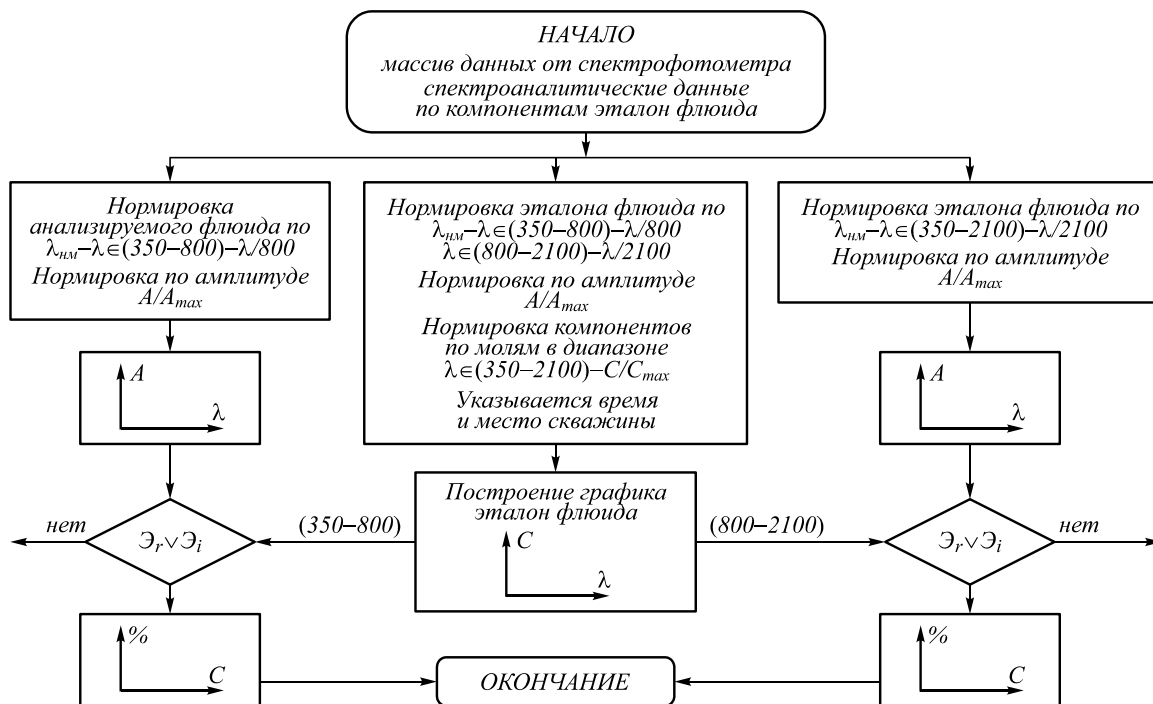 НАЧАЛО
массив данных от спектрофотометра
спектроаналитические данные
по компонентам эталон флюида
Нормировка
анализируемого флюида по
λнм–λ∈(350–800)–λ/800
Нормировка по амплитуде
A/Amax
Нормировка эталона флюида по
λнм–λ∈(350–800)–λ/800
λ∈(800–2100)–λ/2100
Нормировка по амплитуде
A/Amax
Нормировка компонентов
по молям в диапазоне
λ∈(350–2100)–C/Cmax
Указывается время
и место скважины
Нормировка эталона флюида по
λнм–λ∈(350–2100)–λ/2100
Нормировка по амплитуде
A/Amax
A
λ
A
λ
Построение графика
эталон флюида
C
λ
нет
Эr∨Эi
(350–800)
(800–2100)
Эr∨Эi
нет
%
C
ОКОНЧАНИЕ
%
C